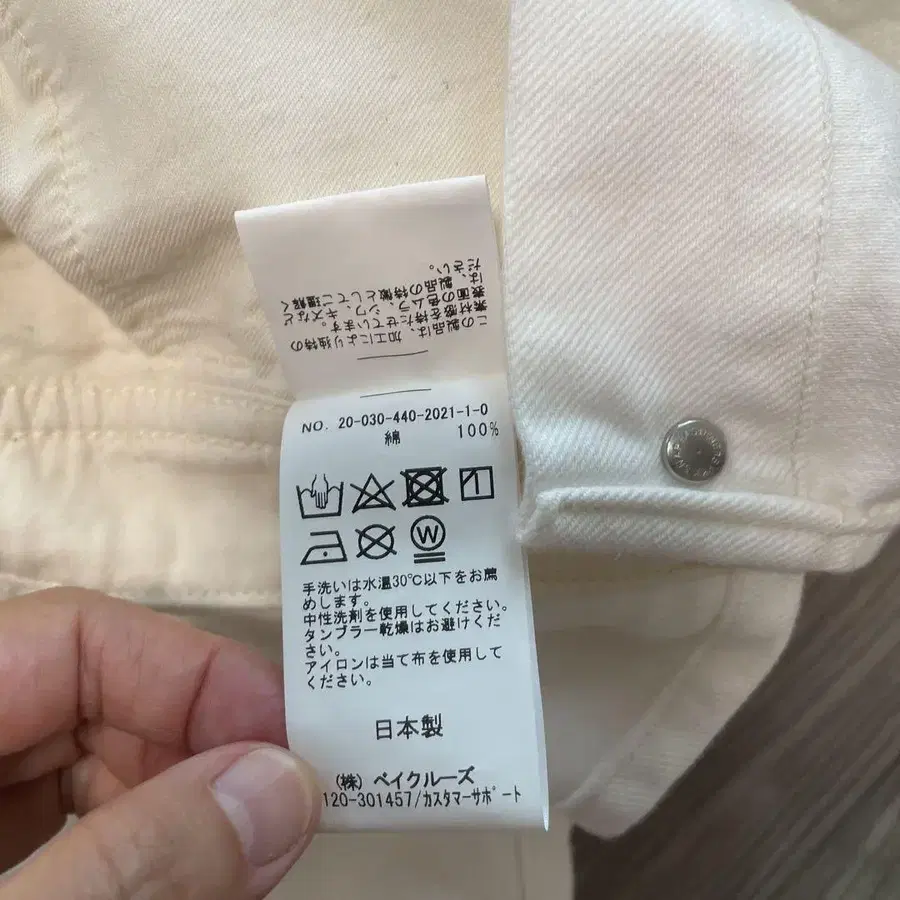 この製品は、加工により独特の
素材感を持たせています。
表面の色ムラ、シワ、キズなど
は、製品の特徴としてご理解く
ださい。
NO. 20-030-440-2021-1-0
綿 100%
W
手洗いは水温30℃以下をお薦
めします。
中性洗剤を使用してください。
タンブラー乾燥はお避けくだ
さい。
アイロンは当て布を使用して
ください。
日本製
(株) ベイクルーズ
120-301457/カスタマーサポート